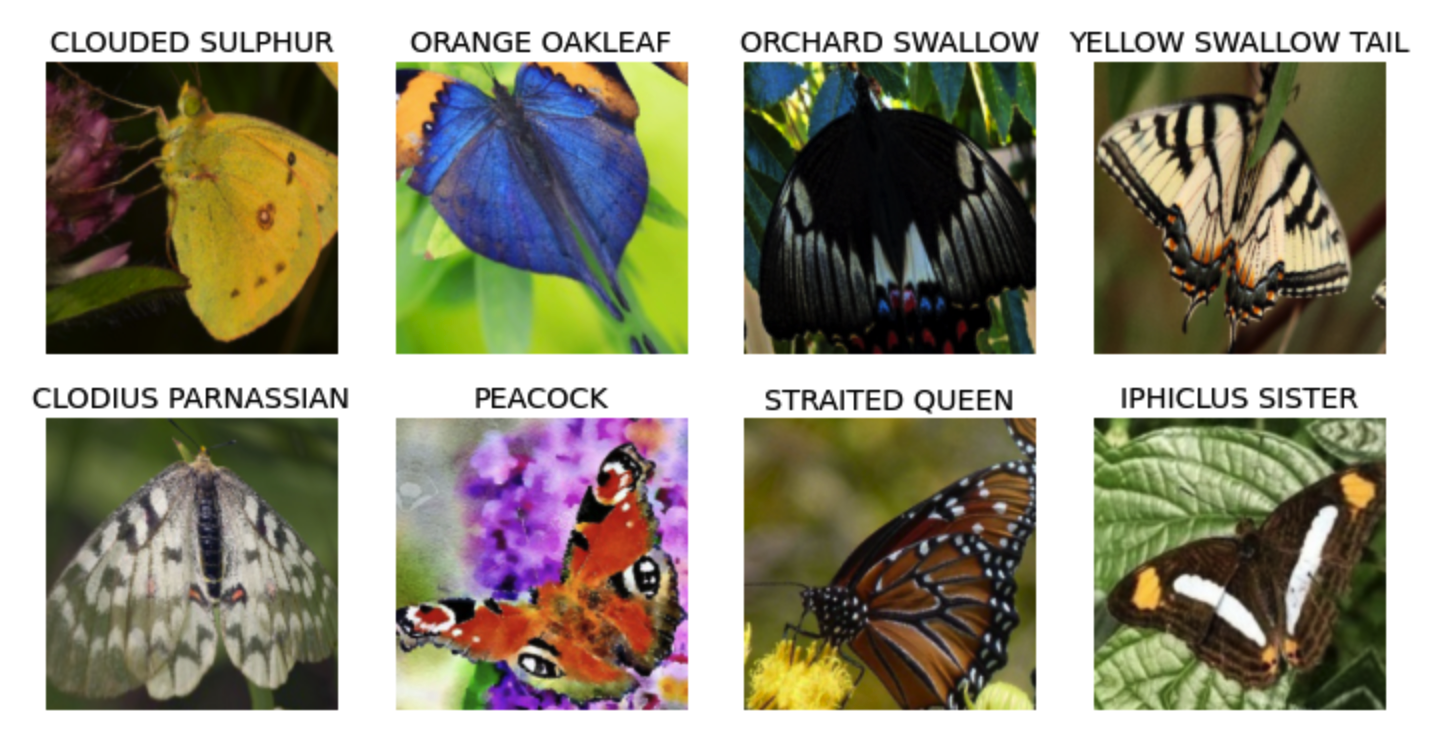 CLOUDED SULPHUR
ORANGE OAKLEAF
ORCHARD SWALLOW
YELLOW SWALLOW TAIL
CLODIUS PARNASSIAN
PEACOCK
STRAITED QUEEN
IPHICLUS SISTER